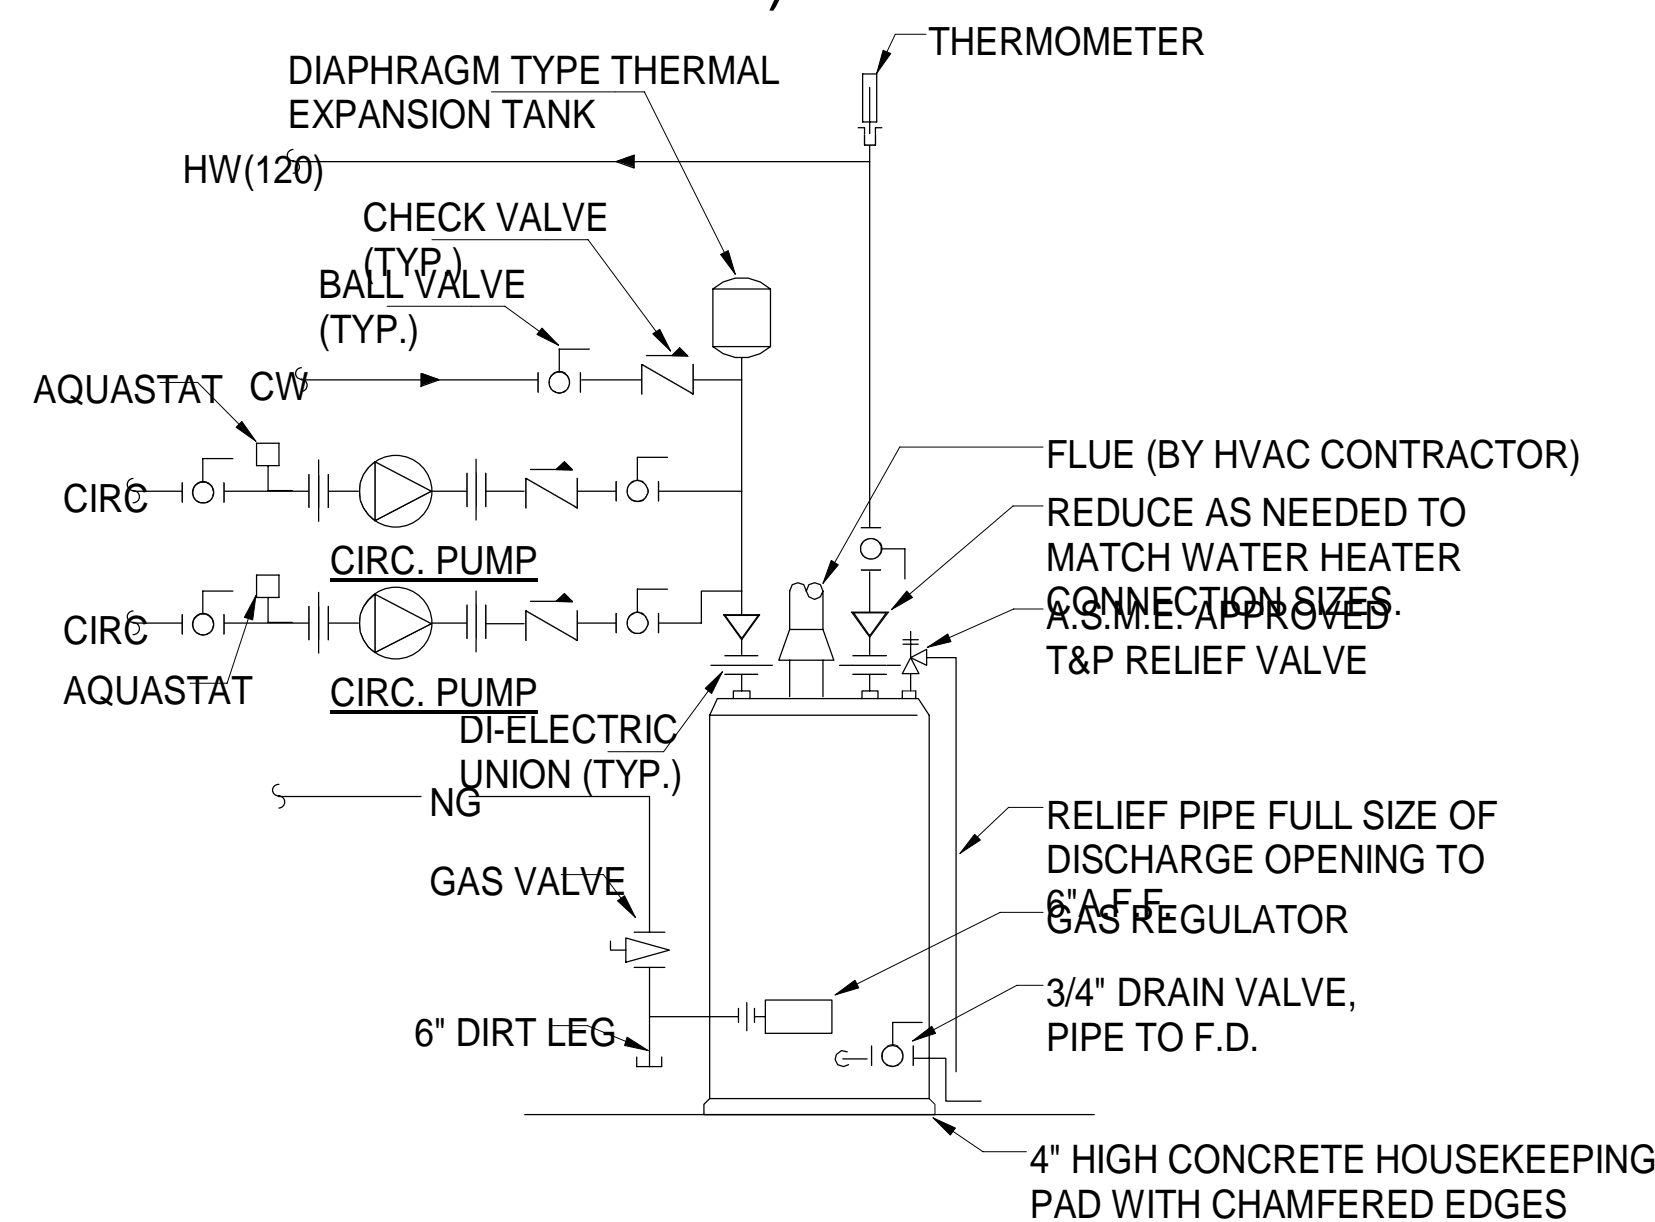 THERMOMETER
DIAPHRAGM TYPE THERMAL
EXPANSION TANK
HW(120)
CHECK VALVE
(TYP.)
BALL VALVE
(TYP.)
AQUASTAT
CW
CIRC
CIRC. PUMP
CIRC
AQUASTAT
CIRC. PUMP
FLUE (BY HVAC CONTRACTOR)
REDUCE AS NEEDED TO
MATCH WATER HEATER
CONNECTION SIZES.
A.S.M.E. APPROVED
T&P RELIEF VALVE
DI-ELECTRIC
UNION (TYP.)
NG
GAS VALVE
6" DIRT LEG
RELIEF PIPE FULL SIZE OF
DISCHARGE OPENING TO
6"A.F.F.
GAS REGULATOR
3/4" DRAIN VALVE,
PIPE TO F.D.
4" HIGH CONCRETE HOUSEKEEPING
PAD WITH CHAMFERED EDGES